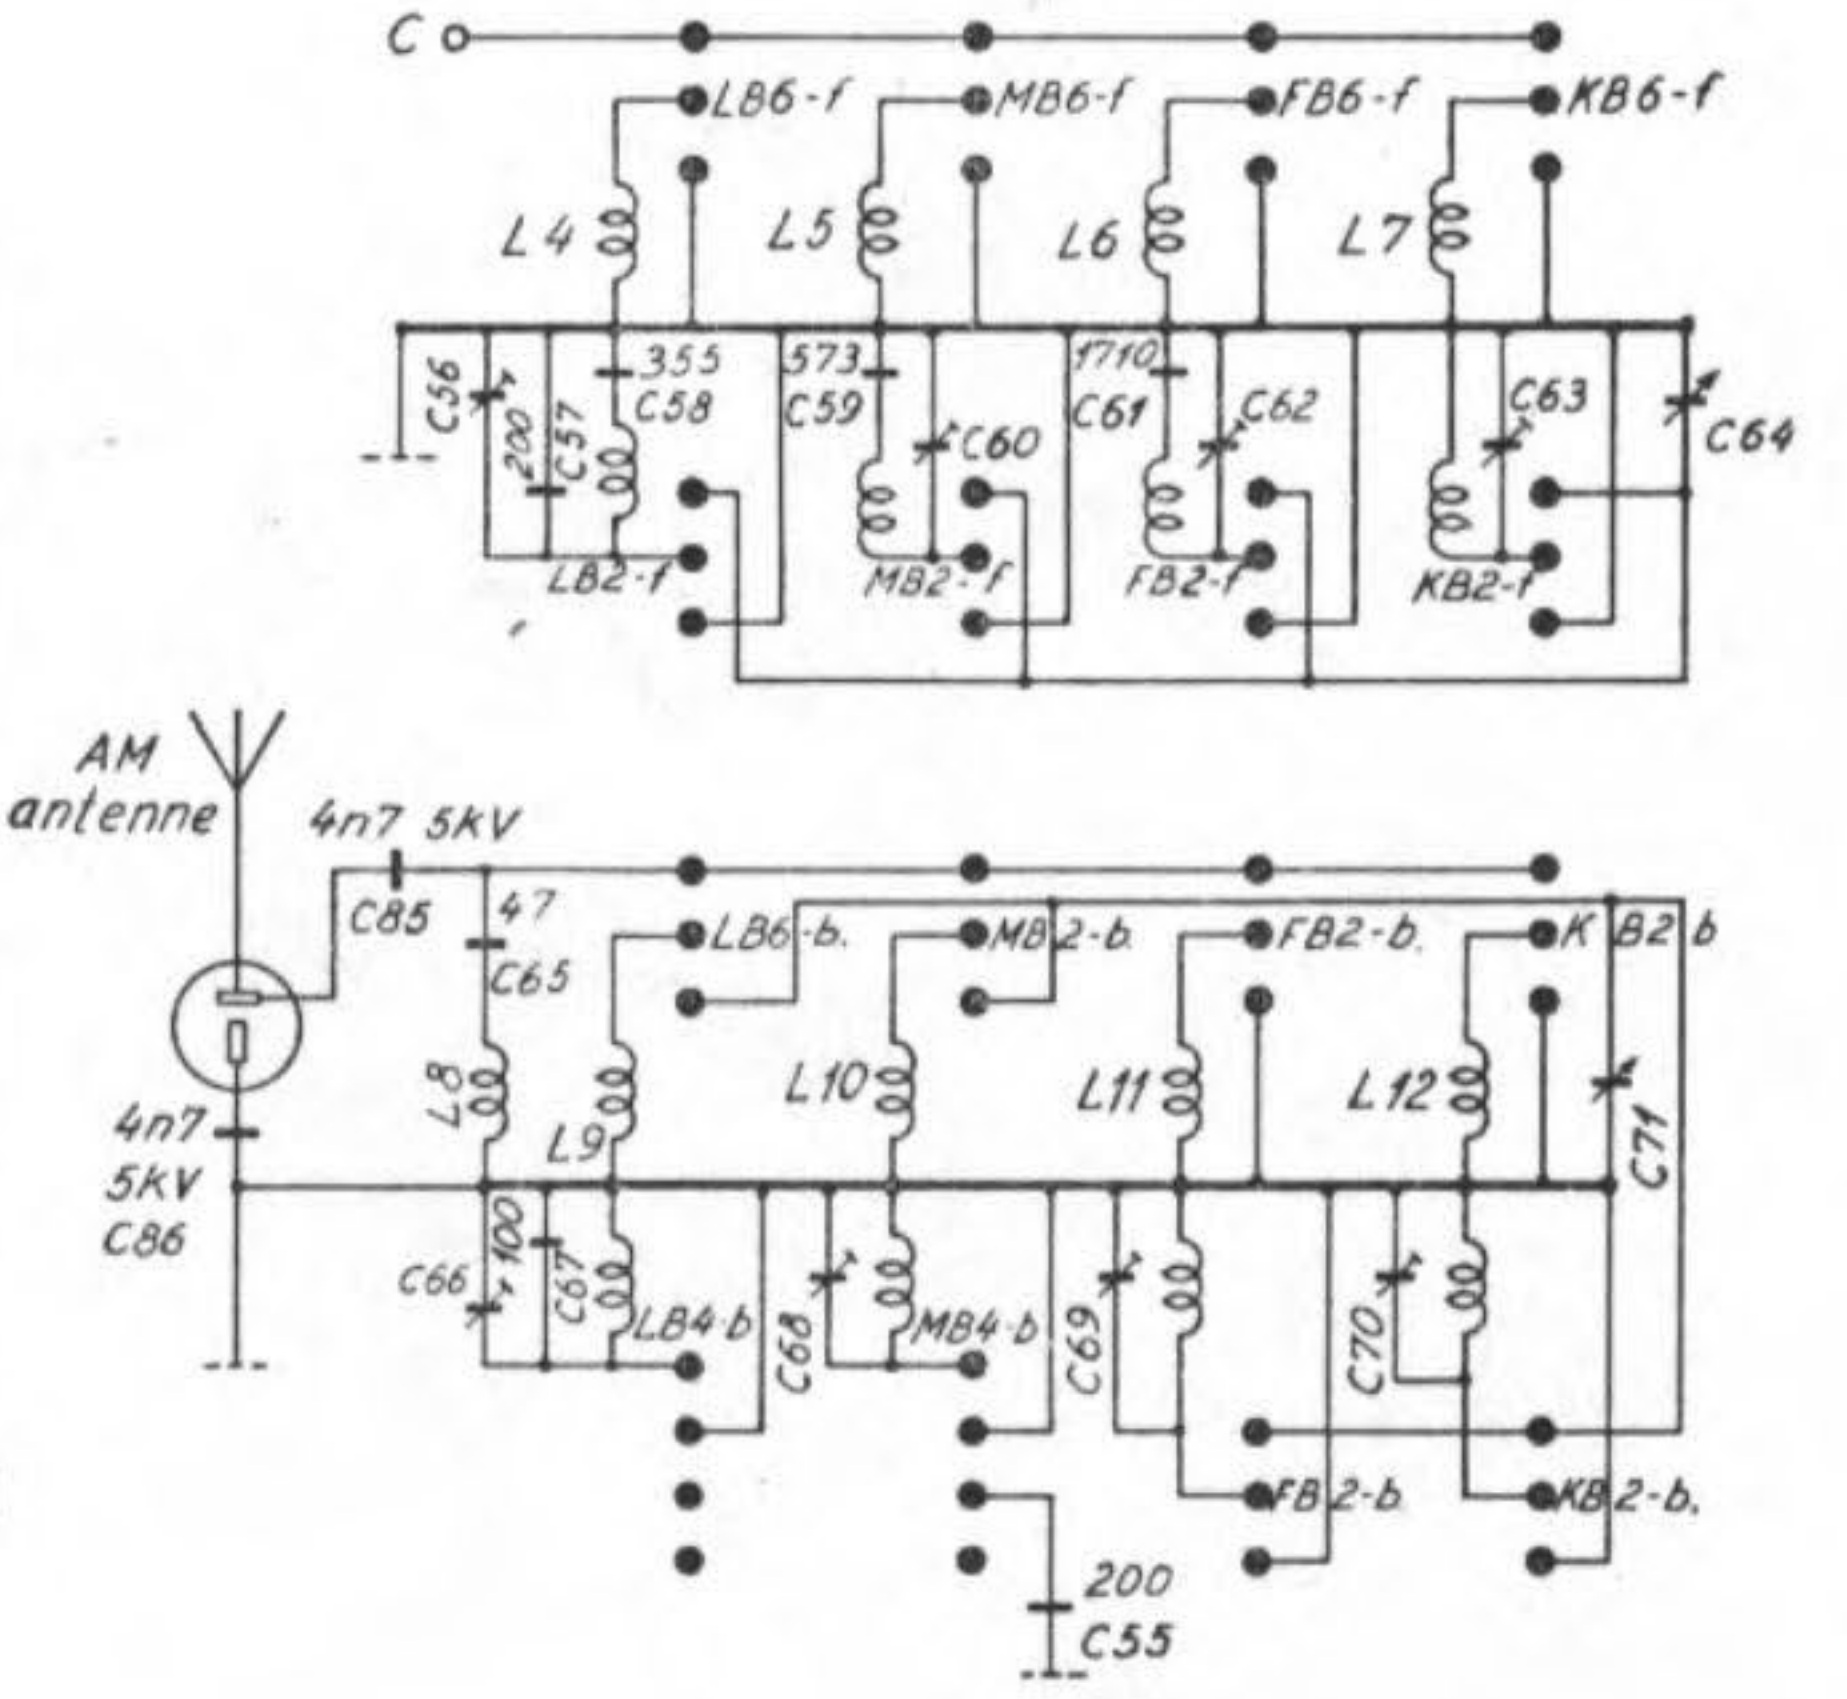 C
LB6-f MB6-f FB6-f KB6-f
L4 L5 L6 L7
C56 200 C57 355 573 1710
C58 C59 C61 C62 C63
C60 C64
LB2-f MB2-f FB2-f KB2-f
AM
antenne
4n7 5kV
C85 47
C65
LB6-b. MB2-b. FB2-b. KB2 b
L8 L9 L10 L11 L12 C71
4n7
5kV
C86
C66 100 C67 LB4-b C68 MB4-b C69 C70
FB2-b KB2-b.
200
C55